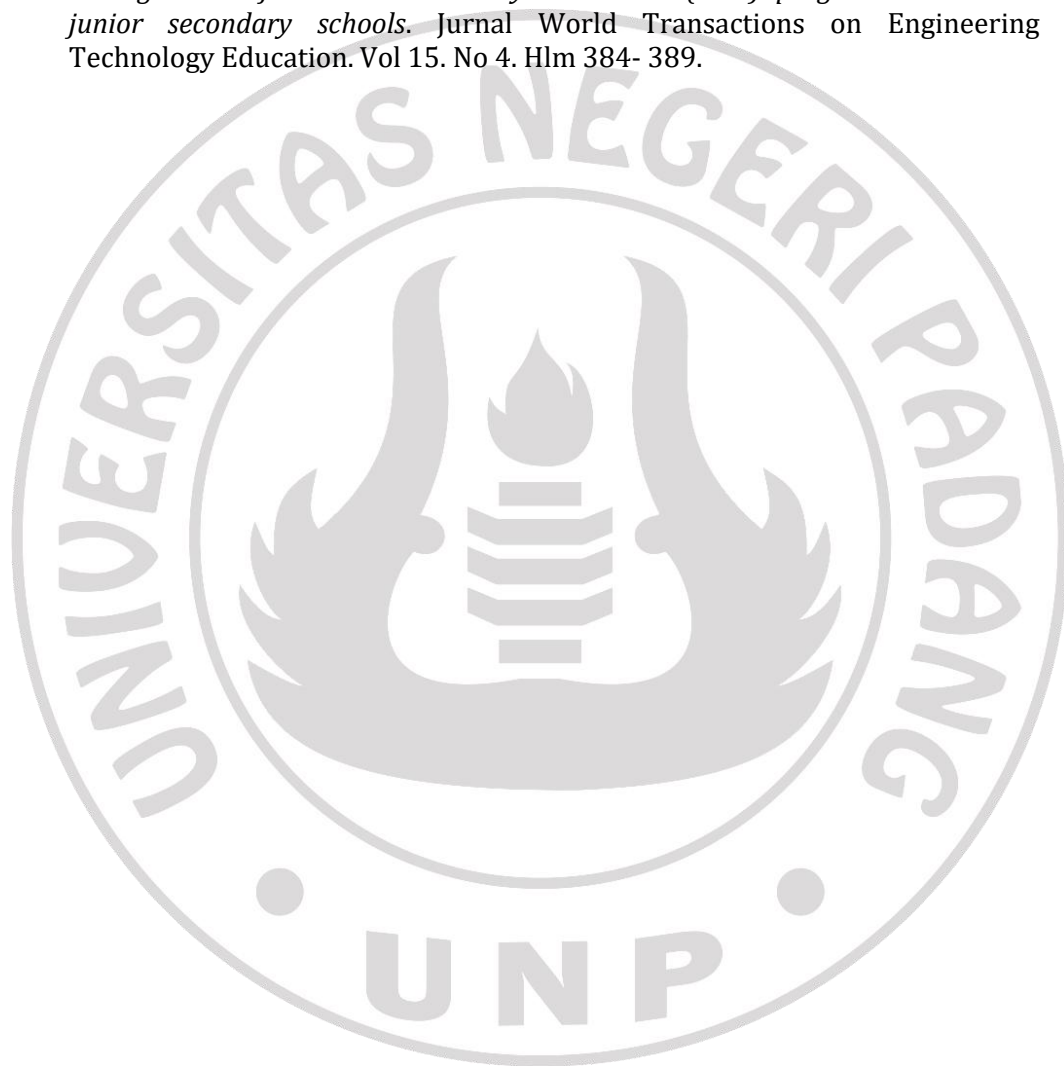 junior secondary schools. Jurnal World Transactions on Engineering
Technology Education. Vol 15. No 4. Hlm 384- 389.
UNIVERSITAS NEGERI PADANG
• UNP •